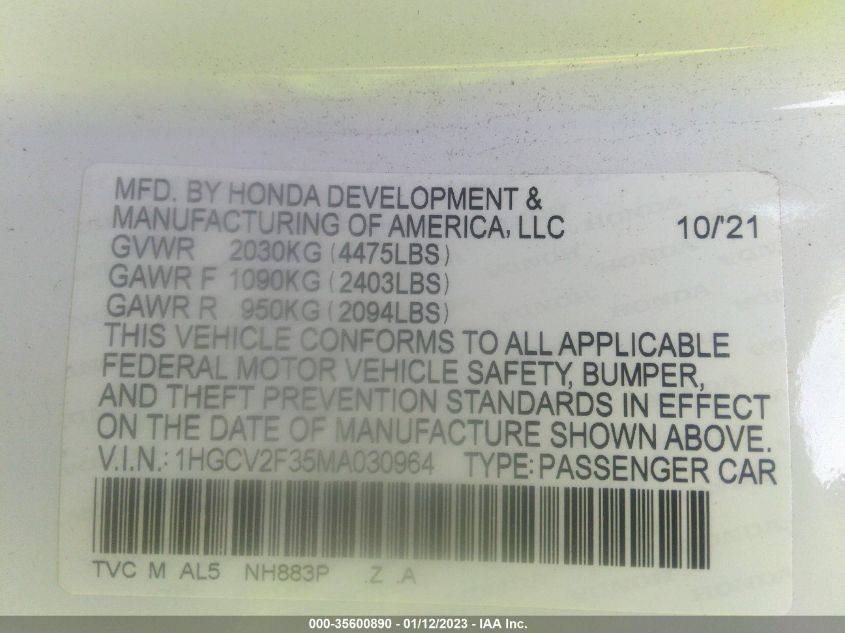 MFD. BY HONDA DEVELOPMENT &
MANUFACTURING OF AMERICA, LLC 10/'21
GVWR 2030KG (4475LBS)
GAWR F 1090KG (2403LBS)
GAWR R 950KG (2094LBS)
THIS VEHICLE CONFORMS TO ALL APPLICABLE
FEDERAL MOTOR VEHICLE SAFETY, BUMPER,
AND THEFT PREVENTION STANDARDS IN EFFECT
ON THE DATE OF MANUFACTURE SHOWN ABOVE.
V.I.N.: 1HGCV2F35MA030964 TYPE: PASSENGER CAR
TVC M AL5 NH883P .Z .A
000-35600890 - 01/12/2023 - IAA Inc.